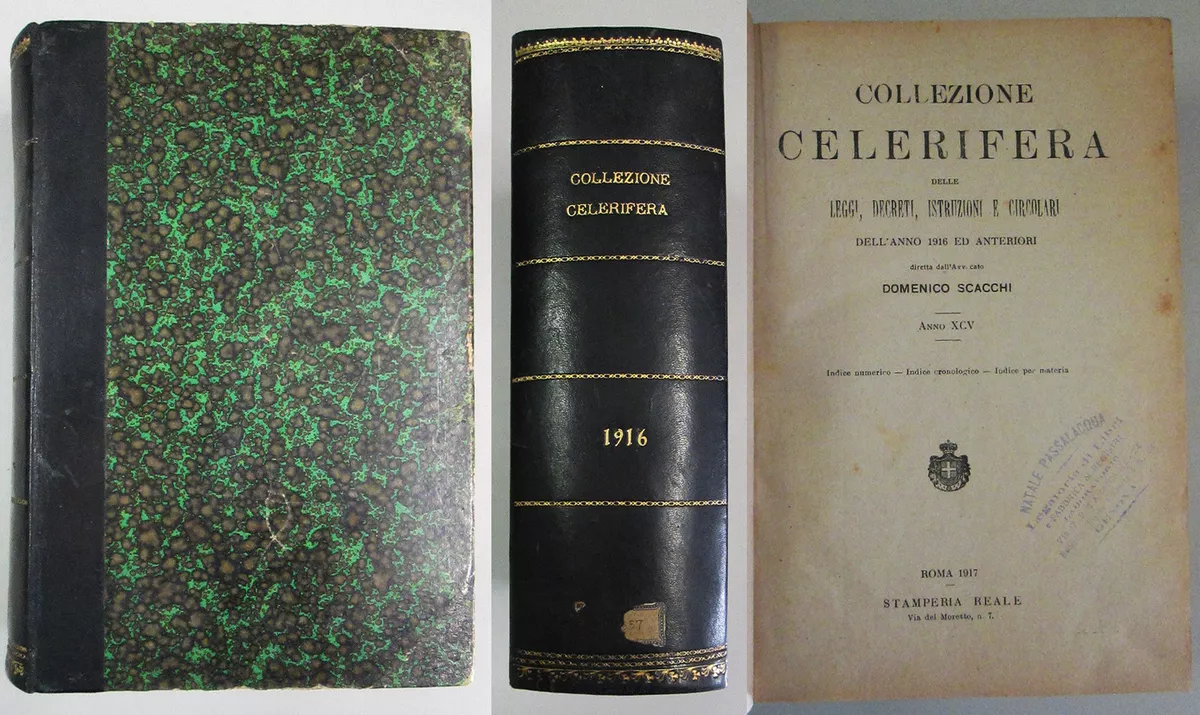 COLLEZIONE
CELERIFERA
1916
57
COLLEZIONE
CELERIFERA
DELLE
LEGGI, DECRETI, ISTRUZIONI E CIRCOLARI
DELL'ANNO 1916 ED ANTERIORI
diretta dall'Avvocato
DOMENICO SCACCHI
ANNO XCV
Indice numerico — Indice cronologico — Indice per materia
NATALE PASSALACQUA
ROMA 1917
STAMPERIA REALE
Via del Moretto, n. 7.